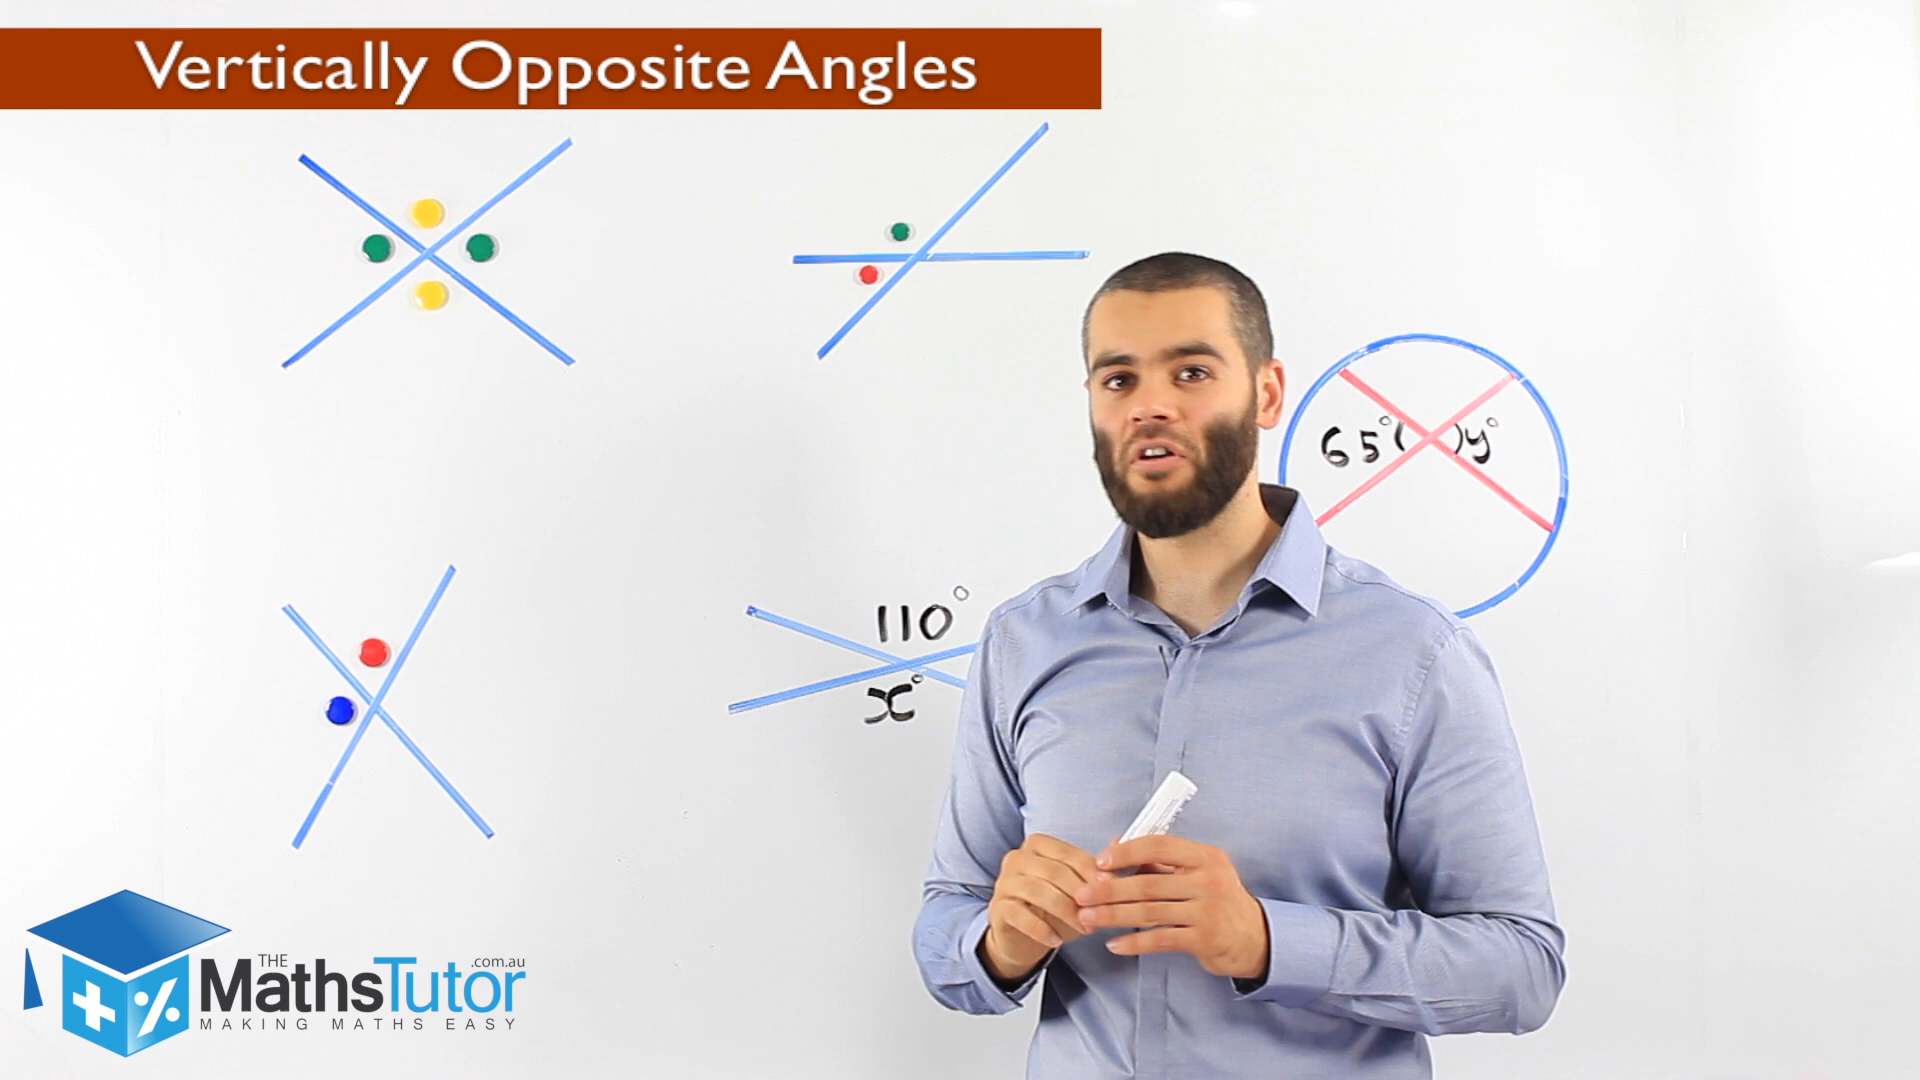 Vertically Opposite Angles
65° y°
110°
x°
THE
MathsTutor
.com.au
MAKING MATHS EASY